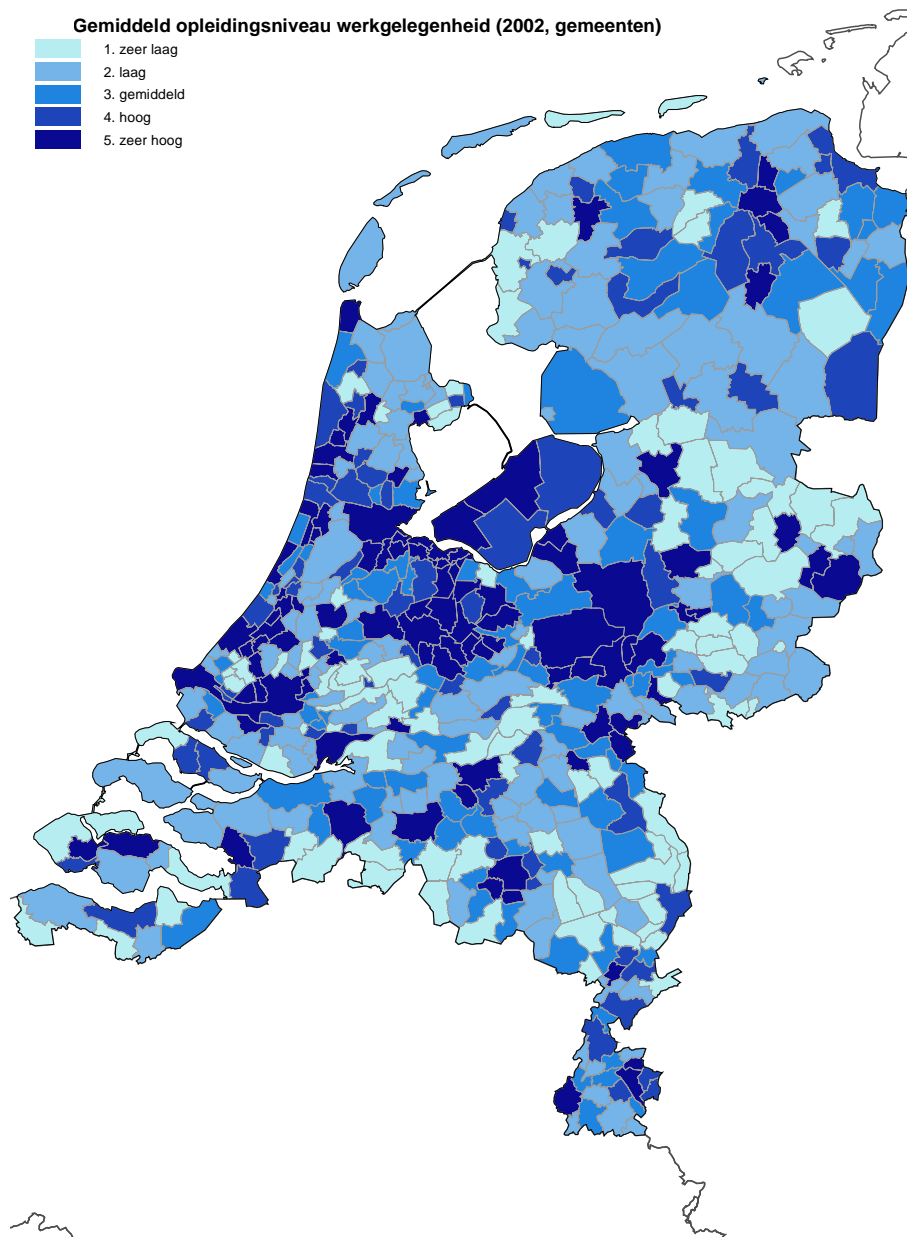 Gemiddeld opleidingsniveau werkgelegenheid (2002, gemeenten)
1. zeer laag
2. laag
3. gemiddeld
4. hoog
5. zeer hoog